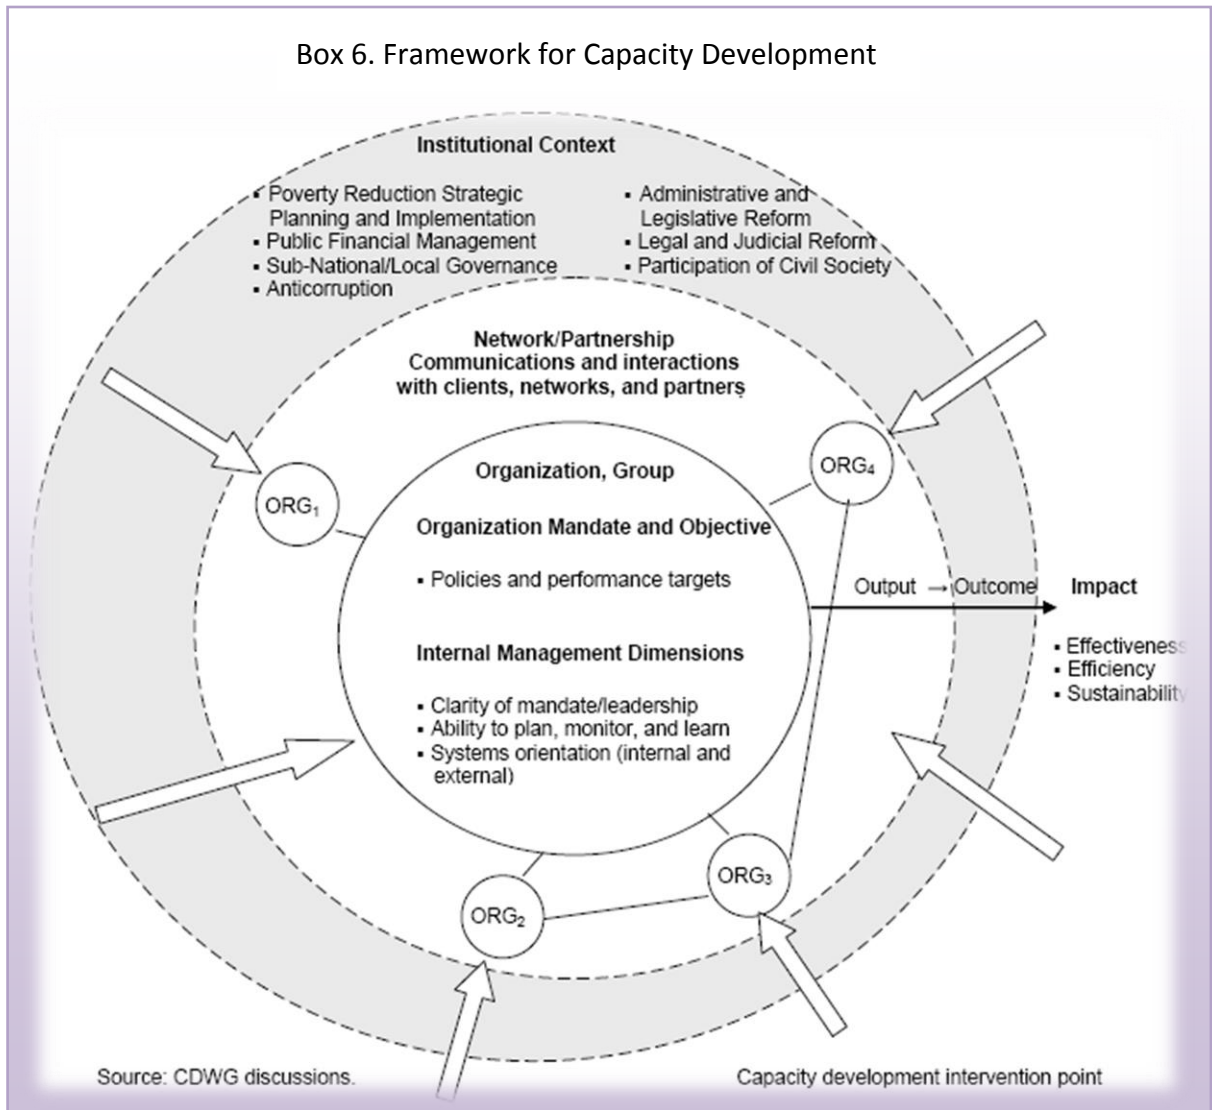 Box 6. Framework for Capacity Development
Institutional Context
▪ Poverty Reduction Strategic
Planning and Implementation
▪ Public Financial Management
▪ Sub-National/Local Governance
▪ Anticorruption
▪ Administrative and
Legislative Reform
▪ Legal and Judicial Reform
▪ Participation of Civil Society
Network/Partnership
Communications and interactions
with clients, networks, and partners
ORG₁
ORG₄
Organization, Group
Organization Mandate and Objective
▪ Policies and performance targets
Internal Management Dimensions
▪ Clarity of mandate/leadership
▪ Ability to plan, monitor, and learn
▪ Systems orientation (internal and
external)
Output → Outcome
Impact
▪ Effectiveness
▪ Efficiency
▪ Sustainability
ORG₃
ORG₂
Source: CDWG discussions.
Capacity development intervention point